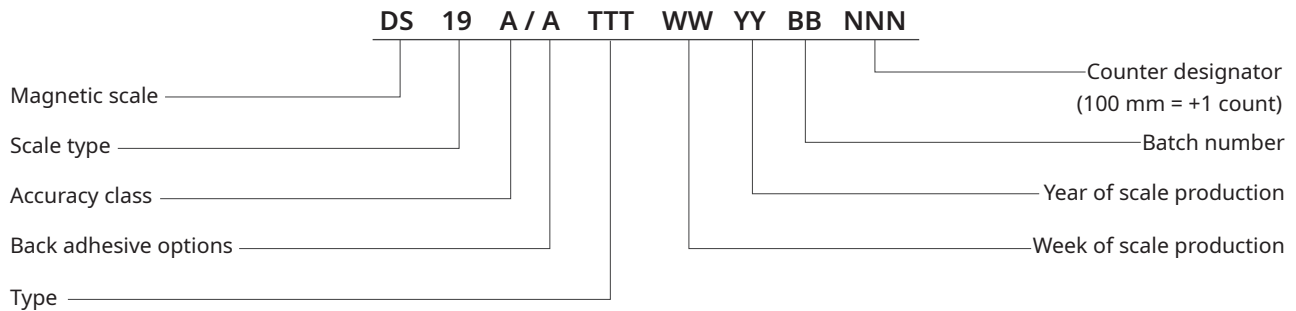 DS 19 A / A TTT WW YY BB NNN
Counter designator
(100 mm = +1 count)
Magnetic scale
Batch number
Scale type
Year of scale production
Accuracy class
Back adhesive options
Week of scale production
Type